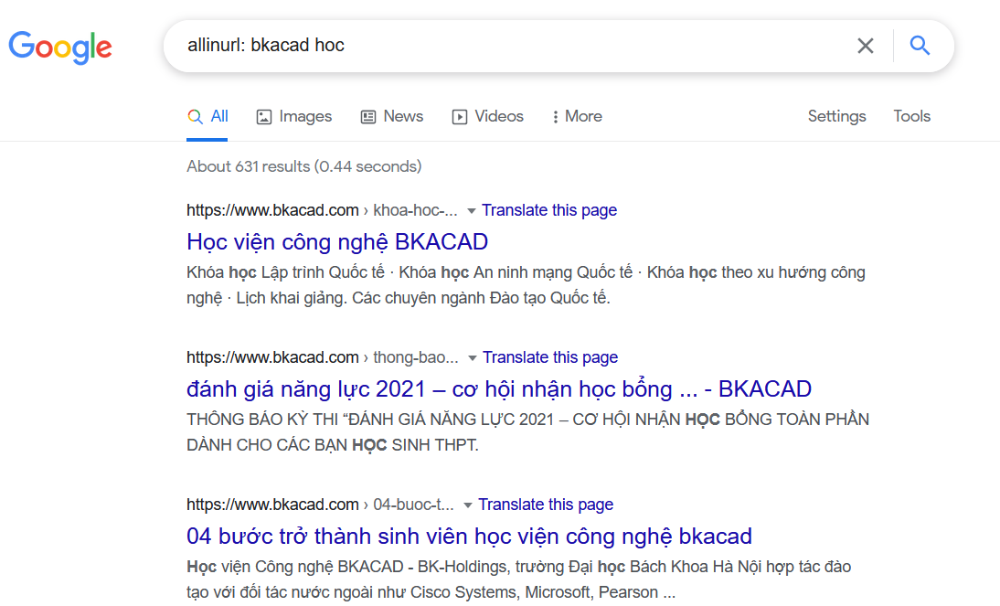 Google
allinurl: bkacad hoc
All Images News Videos More Settings Tools
About 631 results (0.44 seconds)
https://www.bkacad.com › khoa-hoc-... Translate this page
Học viện công nghệ BKACAD
Khóa học Lập trình Quốc tế · Khóa học An ninh mạng Quốc tế · Khóa học theo xu hướng công
nghệ · Lịch khai giảng. Các chuyên ngành Đào tạo Quốc tế.
https://www.bkacad.com › thong-bao... Translate this page
đánh giá năng lực 2021 – cơ hội nhận học bổng ... - BKACAD
THÔNG BÁO KỲ THI “ĐÁNH GIÁ NĂNG LỰC 2021 – CƠ HỘI NHẬN HỌC BỔNG TOÀN PHẦN
DÀNH CHO CÁC BẠN HỌC SINH THPT.
https://www.bkacad.com › 04-buoc-t... Translate this page
04 bước trở thành sinh viên học viện công nghệ bkacad
Học viện Công nghệ BKACAD - BK-Holdings, trường Đại học Bách Khoa Hà Nội hợp tác đào
tạo với đối tác nước ngoài như Cisco Systems, Microsoft, Pearson ...